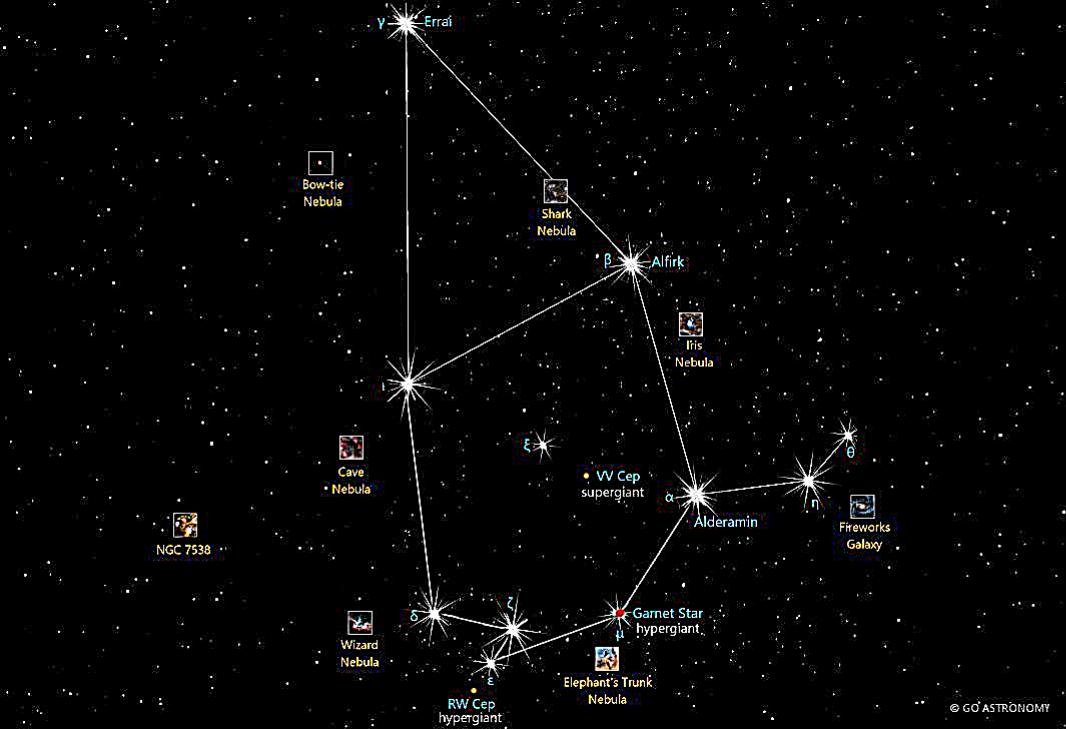 γ Errai
Bow-tie
Nebula
Shark
Nebula
β Alfirk
Iris
Nebula
ι
ξ
θ
Cave
Nebula
VV Cep
supergiant
α
Alderamin
η
Fireworks
Galaxy
NGC 7538
δ
ζ
Garnet Star
hypergiant
μ
Wizard
Nebula
ε
Elephant's Trunk
Nebula
RW Cep
hypergiant
© GO ASTRONOMY